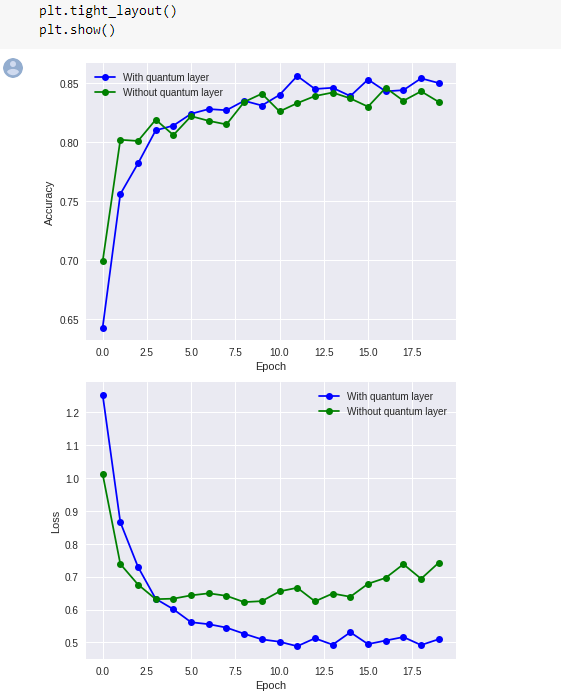 plt.tight_layout()
plt.show()
With quantum layer
Without quantum layer
0.85
0.80
0.75
0.70
0.65
Accuracy
0.0 2.5 5.0 7.5 10.0 12.5 15.0 17.5
Epoch
With quantum layer
Without quantum layer
1.2
1.1
1.0
0.9
0.8
0.7
0.6
0.5
Loss
0.0 2.5 5.0 7.5 10.0 12.5 15.0 17.5
Epoch